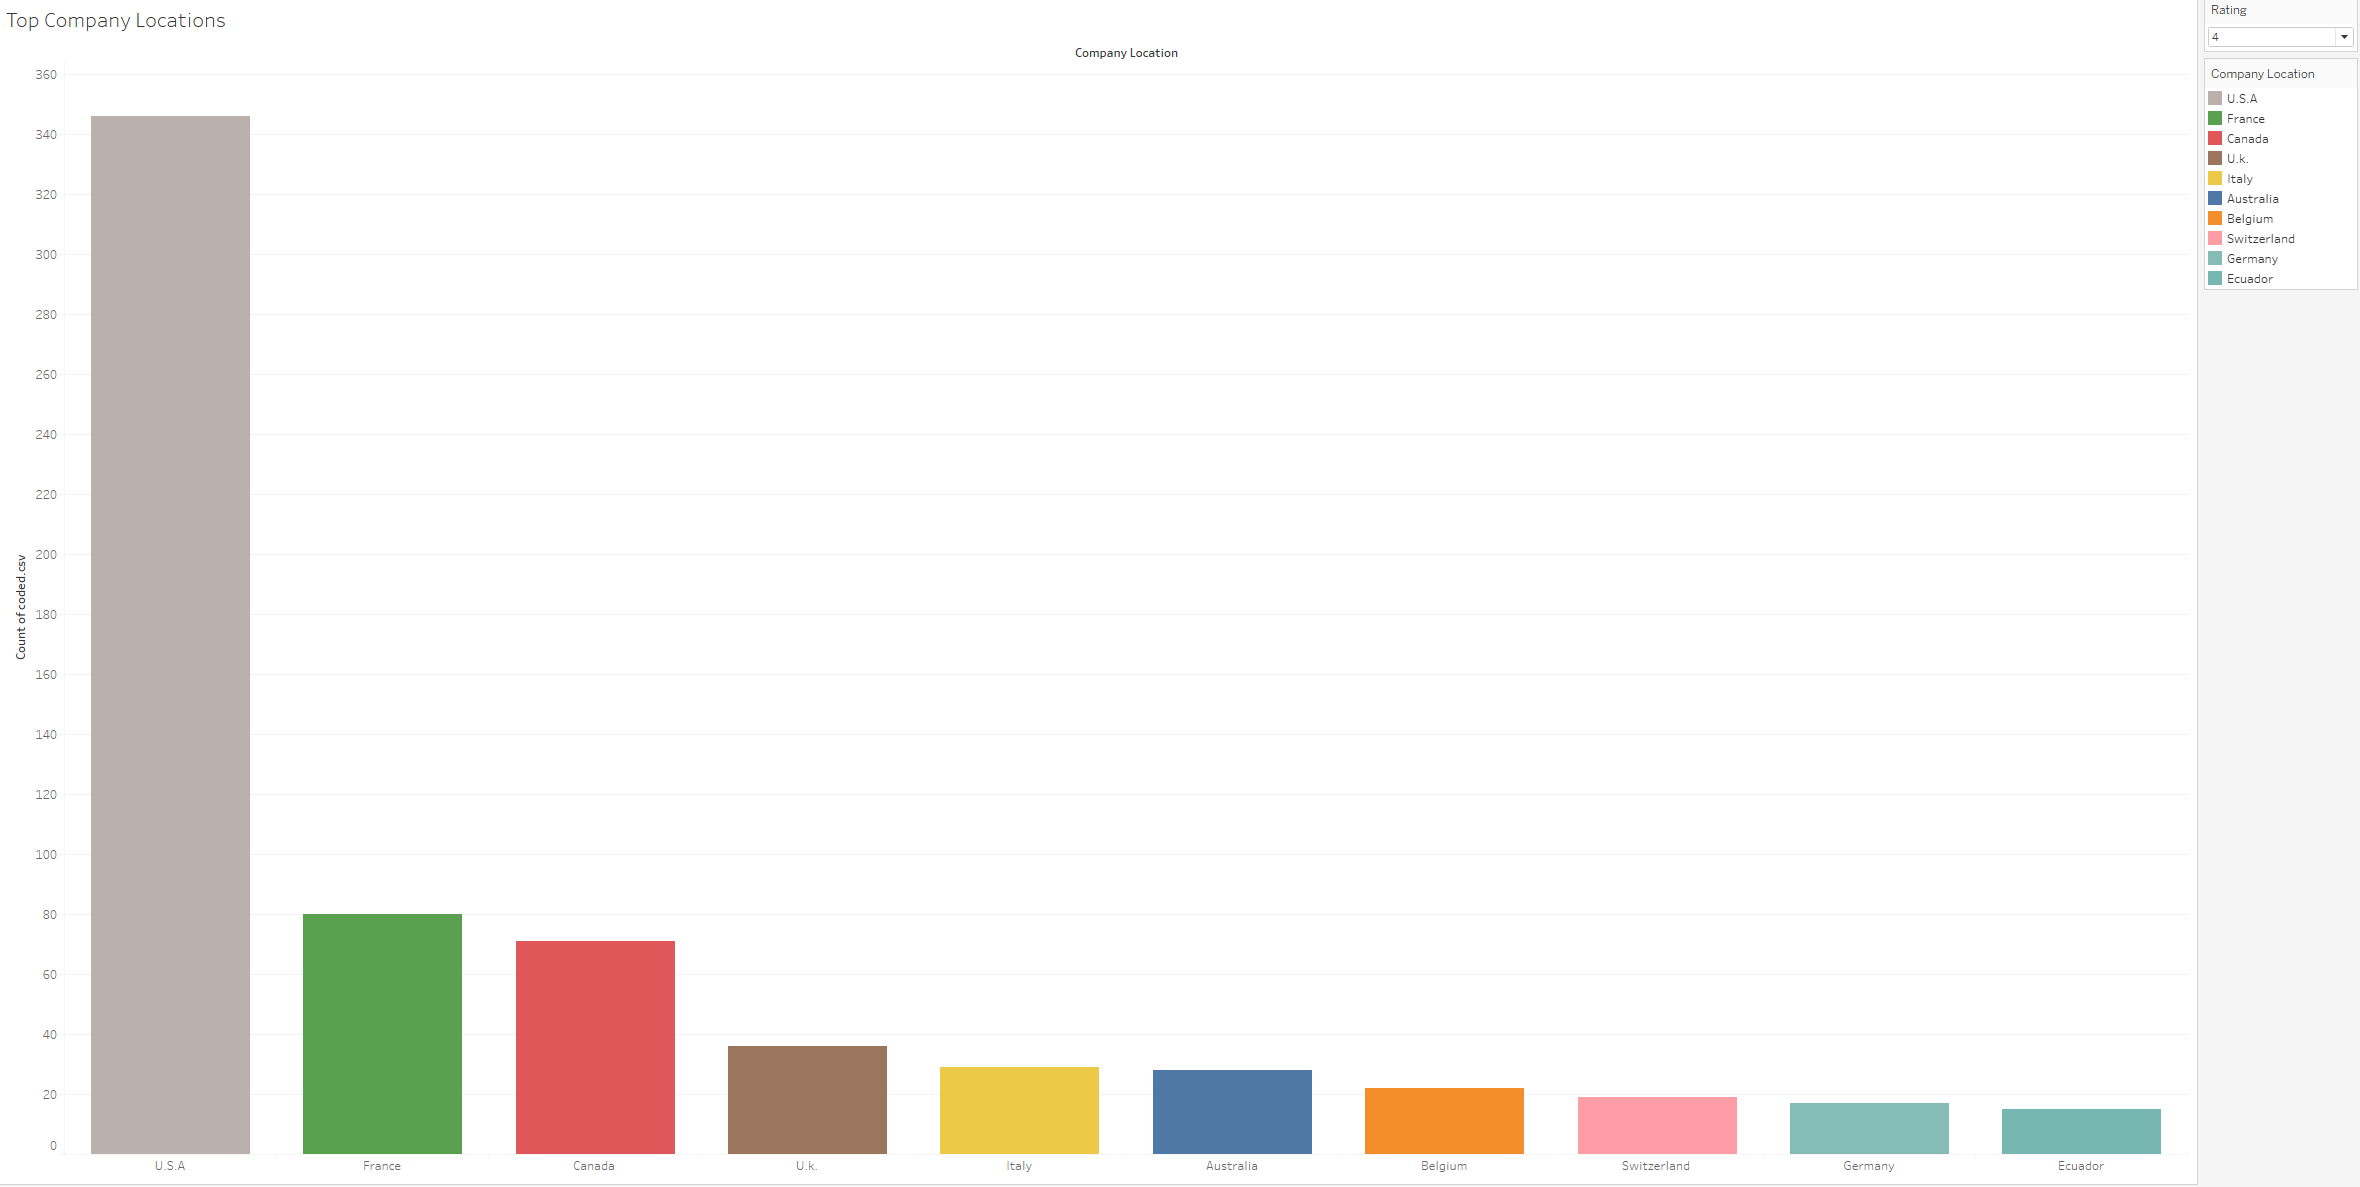 Top Company Locations
Company Location
360
340
320
300
280
260
240
220
200
180
160
140
120
100
80
60
40
20
0
Count of coded.csv
U.S.A
France
Canada
U.k.
Italy
Australia
Belgium
Switzerland
Germany
Ecuador
Rating
4
Company Location
U.S.A
France
Canada
U.k.
Italy
Australia
Belgium
Switzerland
Germany
Ecuador